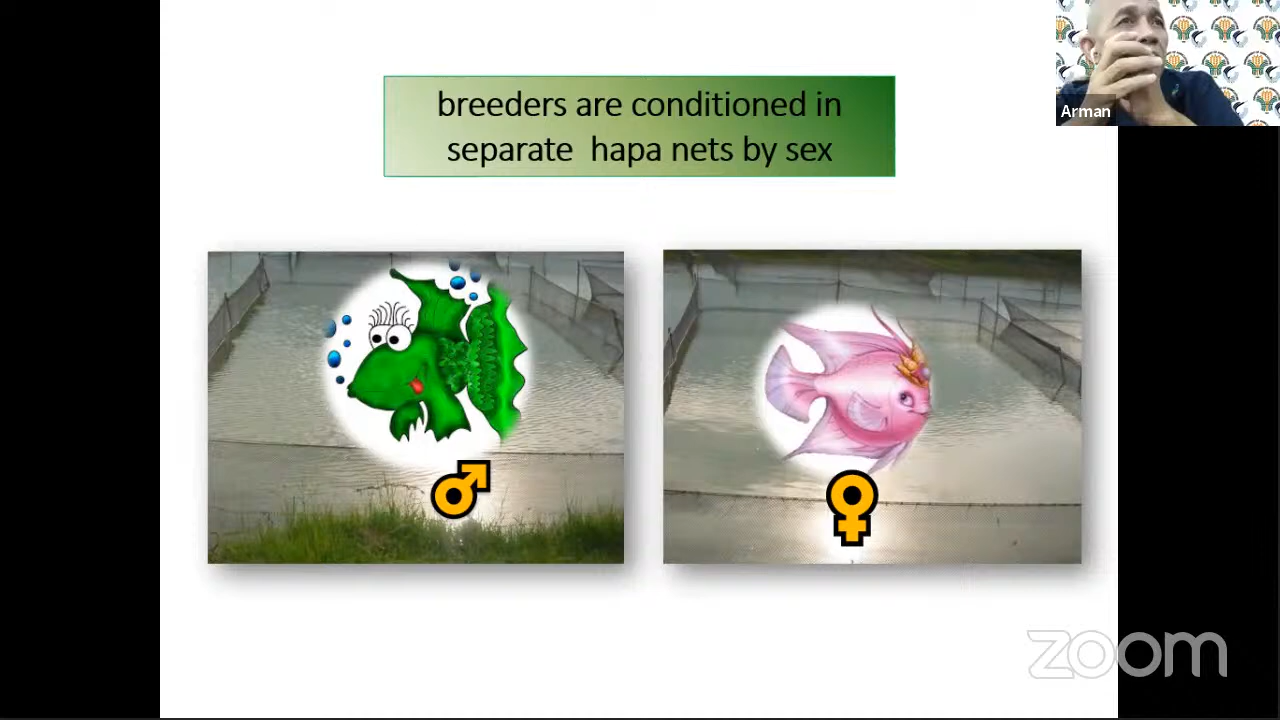 breeders are conditioned in
separate hapa nets by sex
Arman
zoom